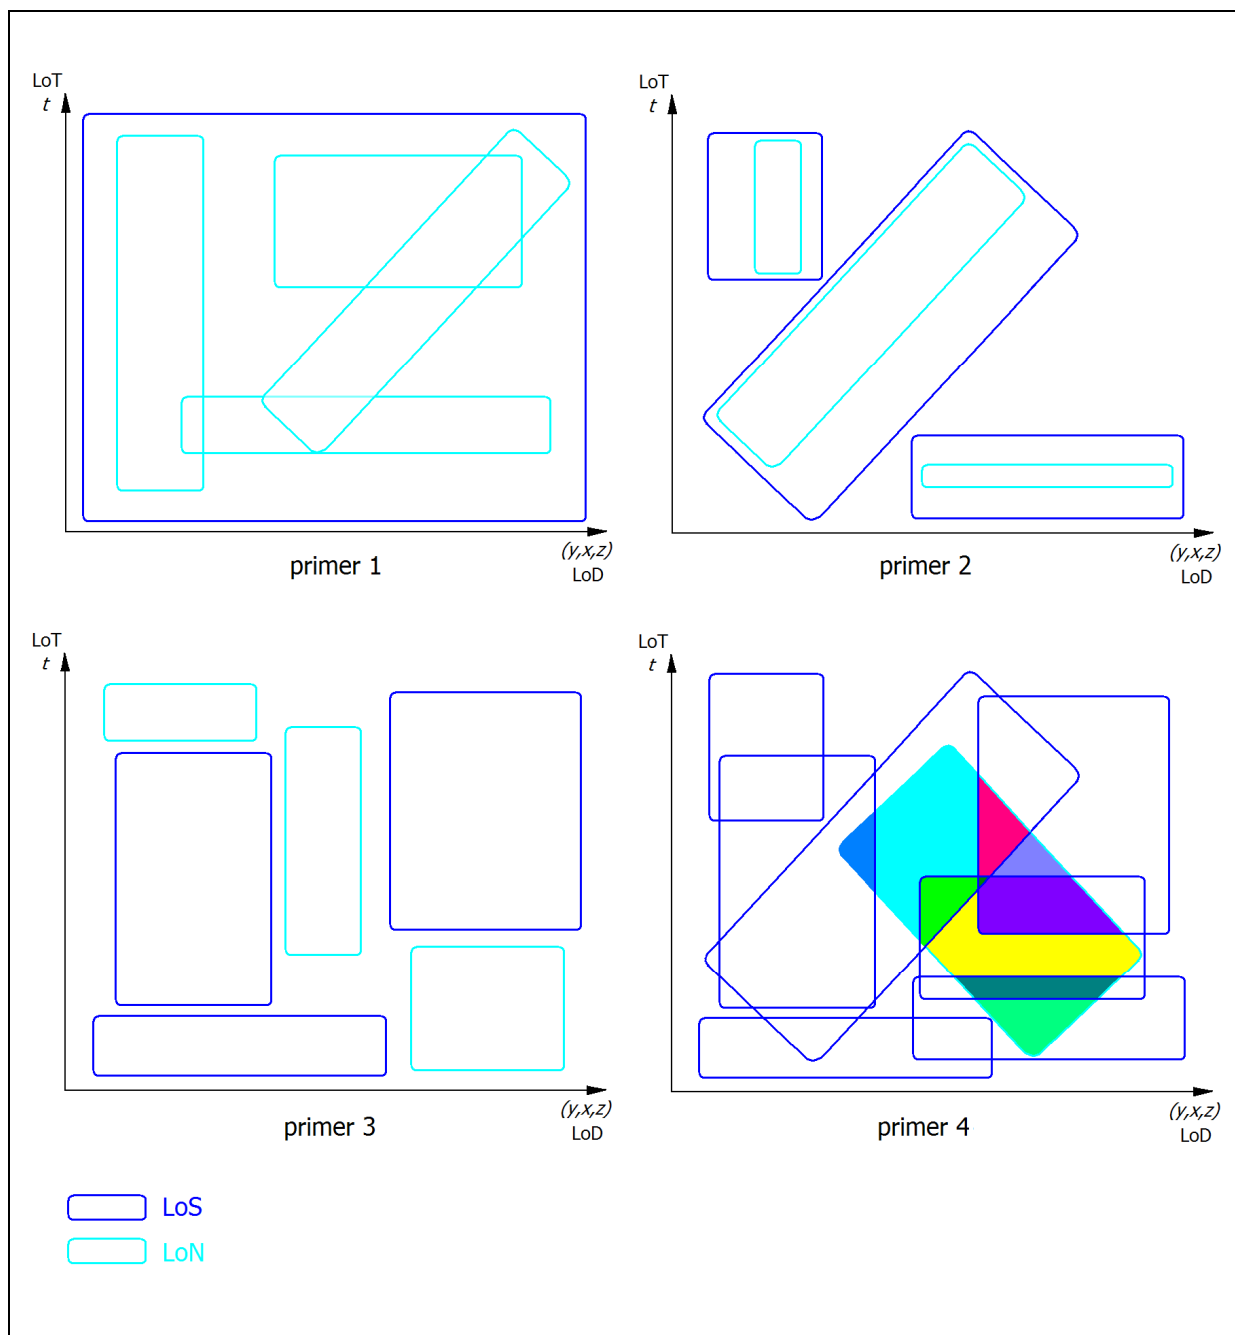 LoT
t
(y,x,z)
LoD
primer 1
LoT
t
(y,x,z)
LoD
primer 2
LoT
t
(y,x,z)
LoD
primer 3
LoT
t
(y,x,z)
LoD
primer 4
LoS
LoN